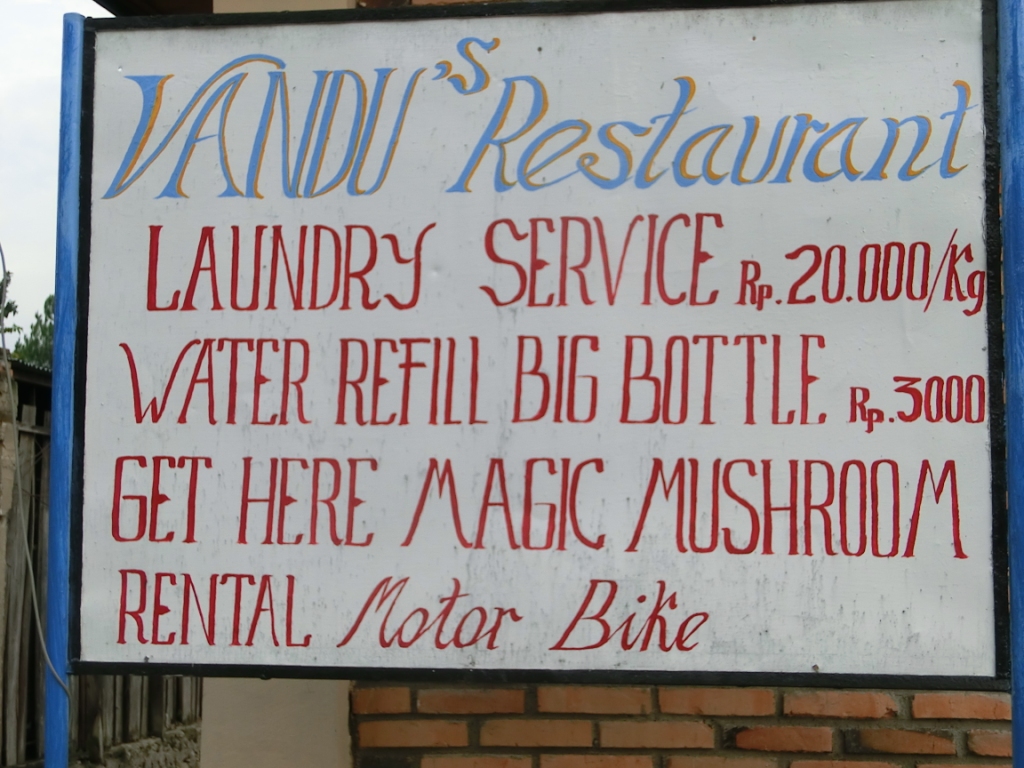 VANDU'S Restaurant
LAUNDRY SERVICE Rp.20.000/Kg
WATER REFILL BIG BOTTLE Rp.3000
GET HERE MAGIC MUSHROOM
RENTAL Motor Bike